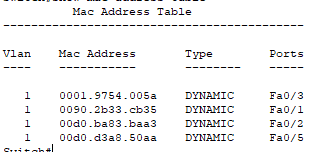 Mac Address Table
-------------------------------------------
Vlan    Mac Address       Type        Ports
----    -----------       --------    -----
   1    0001.9754.005a    DYNAMIC     Fa0/3
   1    0090.2b33.cb35    DYNAMIC     Fa0/1
   1    00d0.ba83.baa3    DYNAMIC     Fa0/2
   1    00d0.d3a8.50aa    DYNAMIC     Fa0/5
Switch#